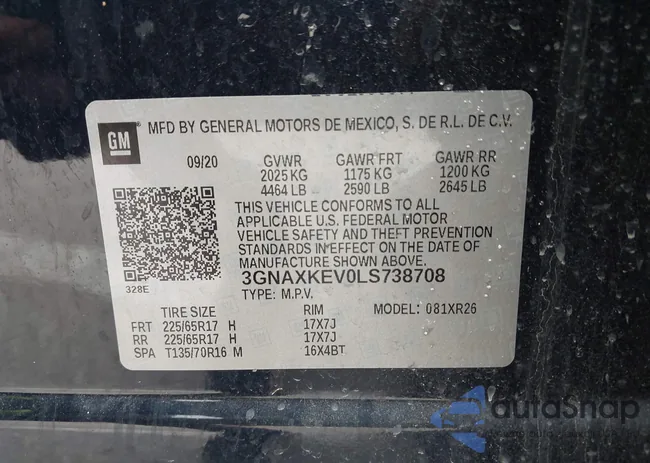 GM MFD BY GENERAL MOTORS DE MEXICO, S. DE R.L. DE C.V.
09/20 GVWR GAWR FRT GAWR RR
2025 KG 1175 KG 1200 KG
4464 LB 2590 LB 2645 LB
THIS VEHICLE CONFORMS TO ALL
APPLICABLE U.S. FEDERAL MOTOR
VEHICLE SAFETY AND THEFT PREVENTION
STANDARDS IN EFFECT ON THE DATE OF
MANUFACTURE SHOWN ABOVE.
3GNAXKEV0LS738708
328E TYPE: M.P.V.
TIRE SIZE RIM MODEL: 081XR26
FRT 225/65R17 H 17X7J
RR 225/65R17 H 17X7J
SPA T135/70R16 M 16X4BT
autoSnap
BY CARFAST EXPRESS